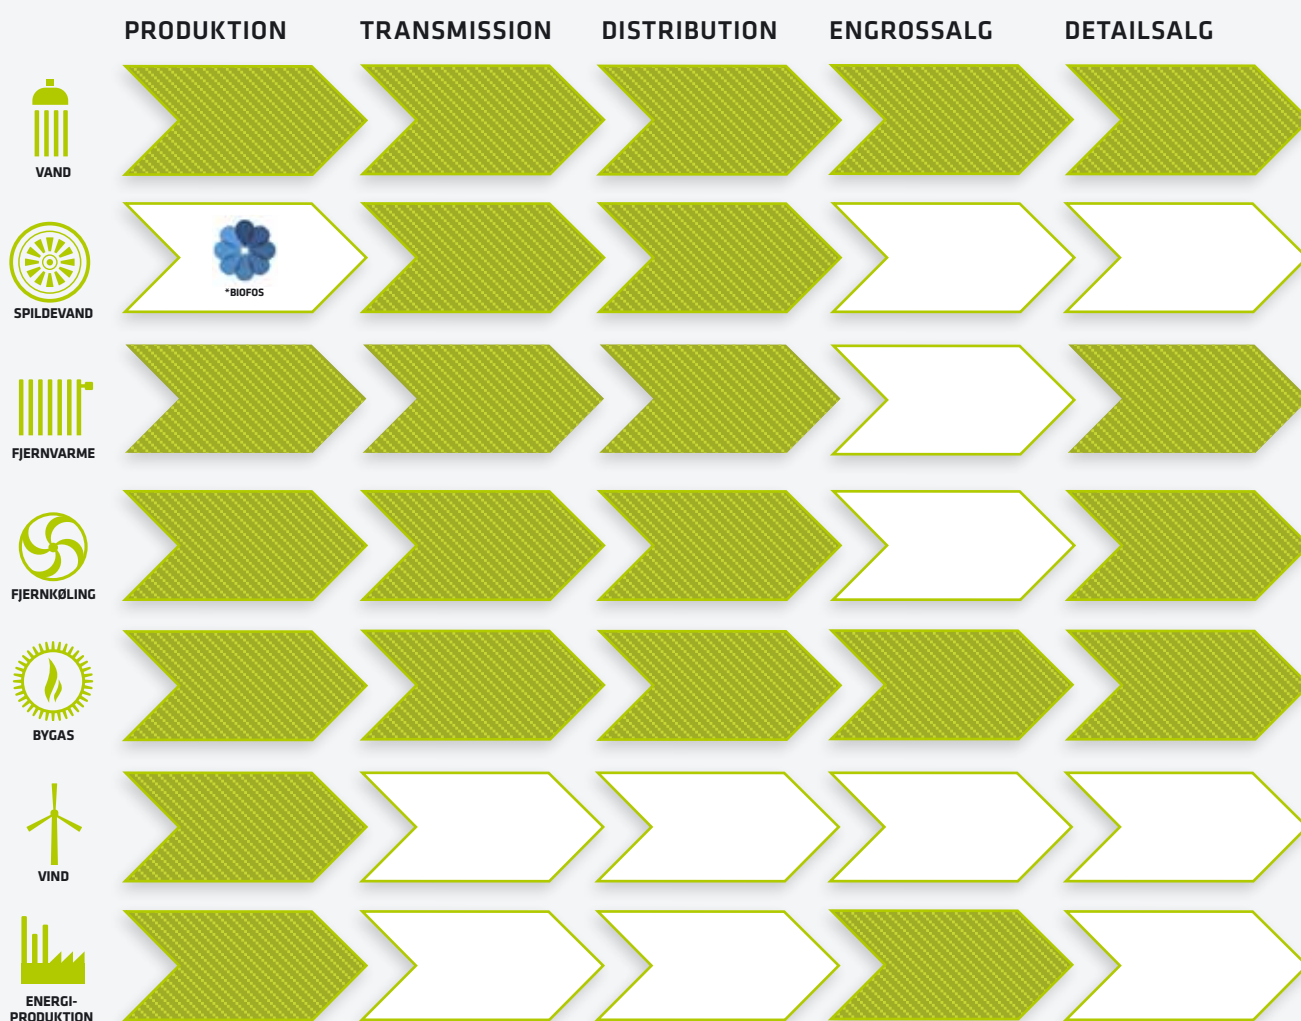 PRODUKTION TRANSMISSION DISTRIBUTION ENGROSSALG DETAILSALG
VAND
*BIOFOS
SPILDEVAND
FJERNVARME
FJERNKØLING
BYGAS
VIND
ENERGI-
PRODUKTION